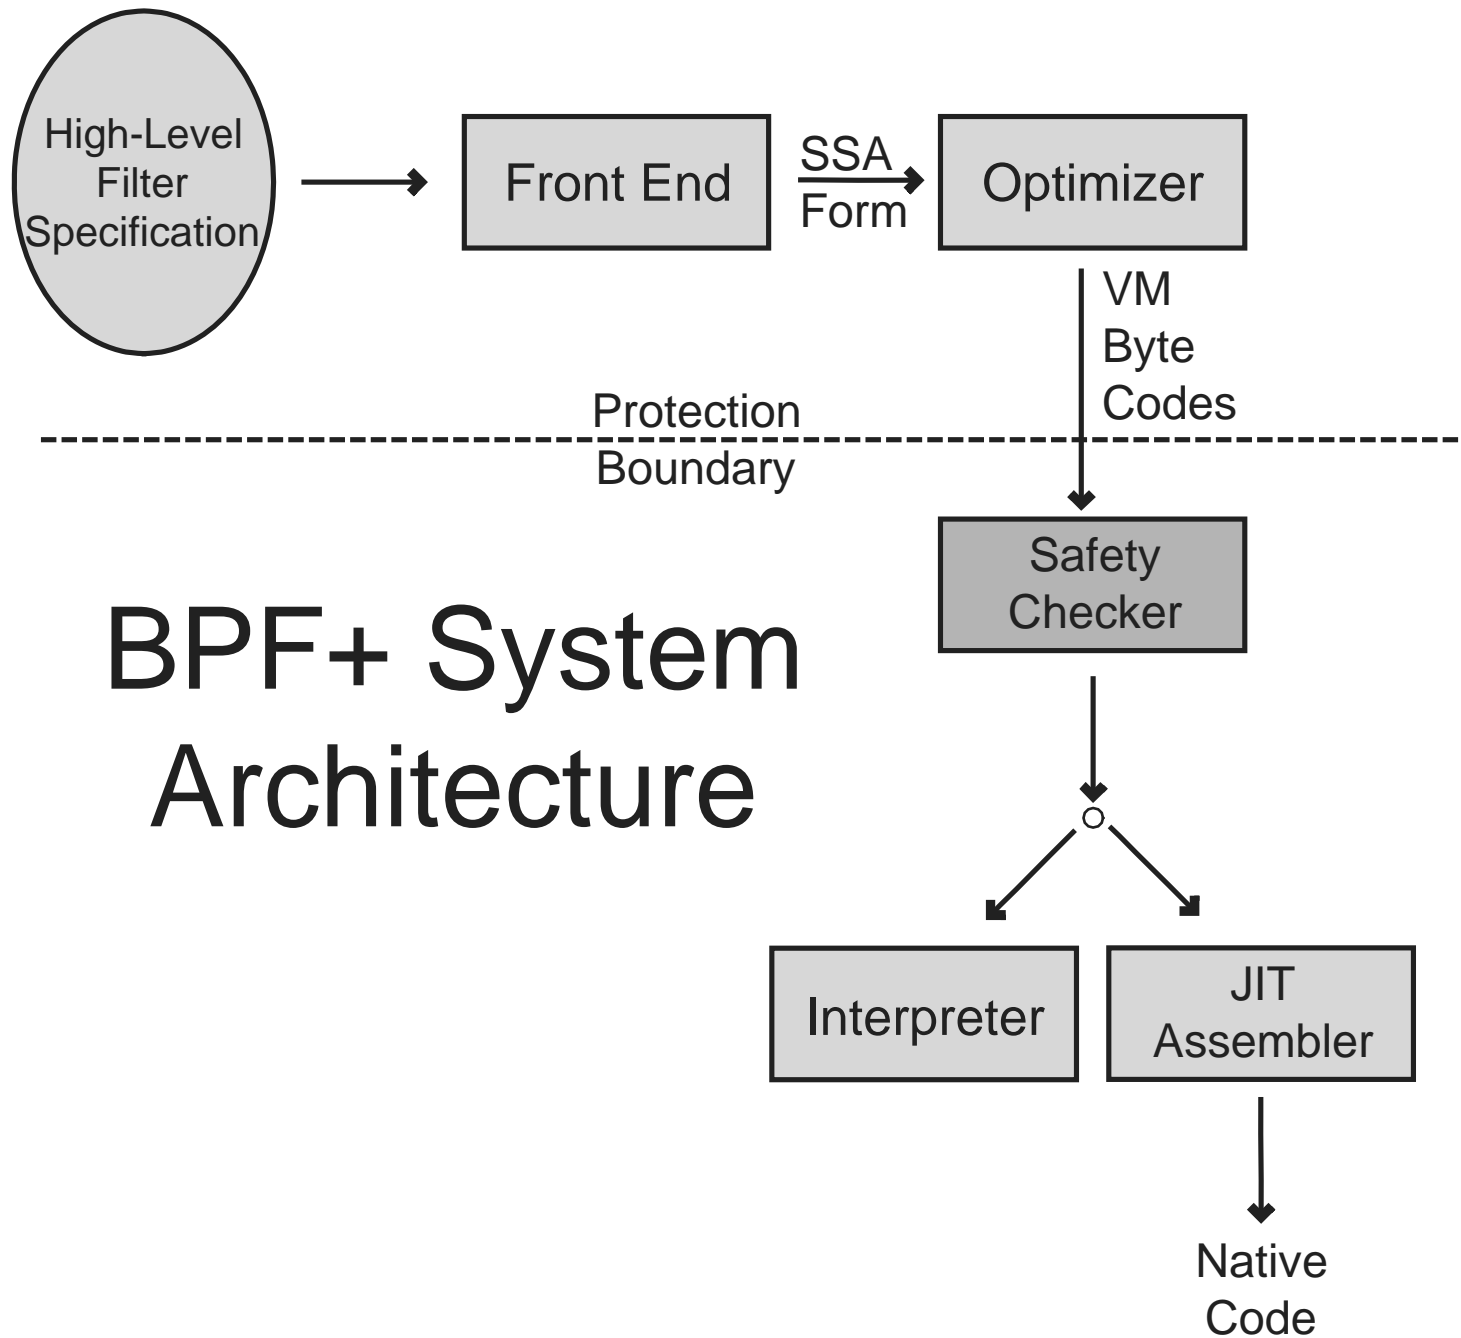 High-Level
Filter
Specification
Front End
SSA
Form
Optimizer
VM
Byte
Codes
Protection
Boundary
Safety
Checker
BPF+ System
Architecture
Interpreter
JIT
Assembler
Native
Code